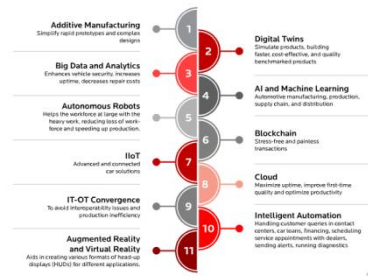 Additive Manufacturing
Simplify rapid prototypes and complex
designs
1
Digital Twins
Simulate products, building
faster, cost-effective, and quality
benchmarked products
2
Big Data and Analytics
Enhances vehicle security, increases
uptime, decreases repair costs
3
AI and Machine Learning
Automotive manufacturing, production,
supply chain, and distribution
4
Autonomous Robots
Helps the workforce at large with the
heavy work, reducing loss of work-
force and speeding up production.
5
Blockchain
Stress-free and painless
transactions
6
IIoT
Advanced and connected
car solutions
7
Cloud
Maximize uptime, improve first-time
quality and optimize productivity
8
IT-OT Convergence
To avoid interoperability issues and
production inefficiency
9
Intelligent Automation
Handling customer queries in contact
centers, car loans, financing, scheduling
service appointments with dealers,
sending alerts, running diagnostics
10
Augmented Reality
and Virtual Reality
Aids in creating various formats of head-up
displays (HUDs) for different applications.
11